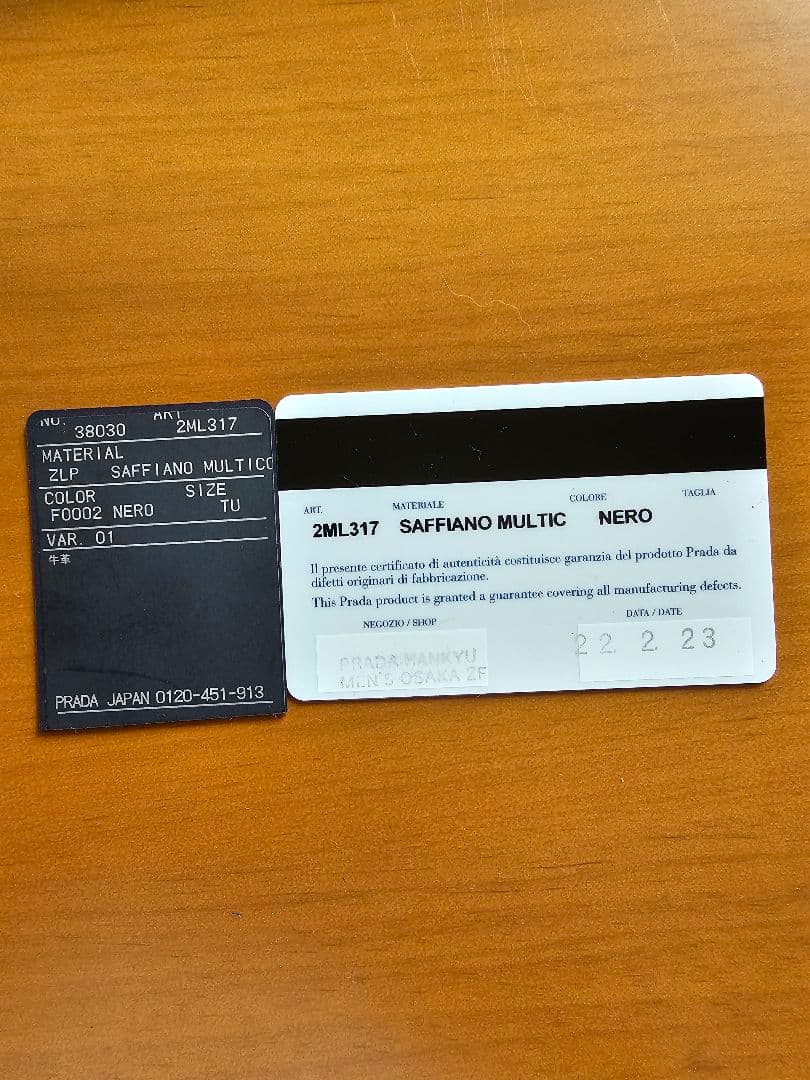 NO. ART
38030 2ML317
MATERIAL
ZLP SAFFIANO MULTICO
COLOR SIZE
F0002 NERO TU
VAR. 01
牛革
PRADA JAPAN 0120-451-913
ART. MATERIALE COLORE TAGLIA
2ML317 SAFFIANO MULTIC NERO
Il presente certificato di autenticità costituisce garanzia del prodotto Prada da
difetti originari di fabbricazione.
This Prada product is granted a guarantee covering all manufacturing defects.
NEGOZIO / SHOP DATA / DATE
PRADA HANKYU
MEN'S OSAKA 2F
22. 2. 23